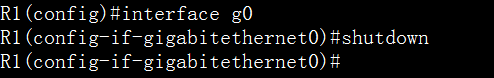 R1(config)#interface g0
R1(config-if-gigabitethernet0)#shutdown
R1(config-if-gigabitethernet0)#